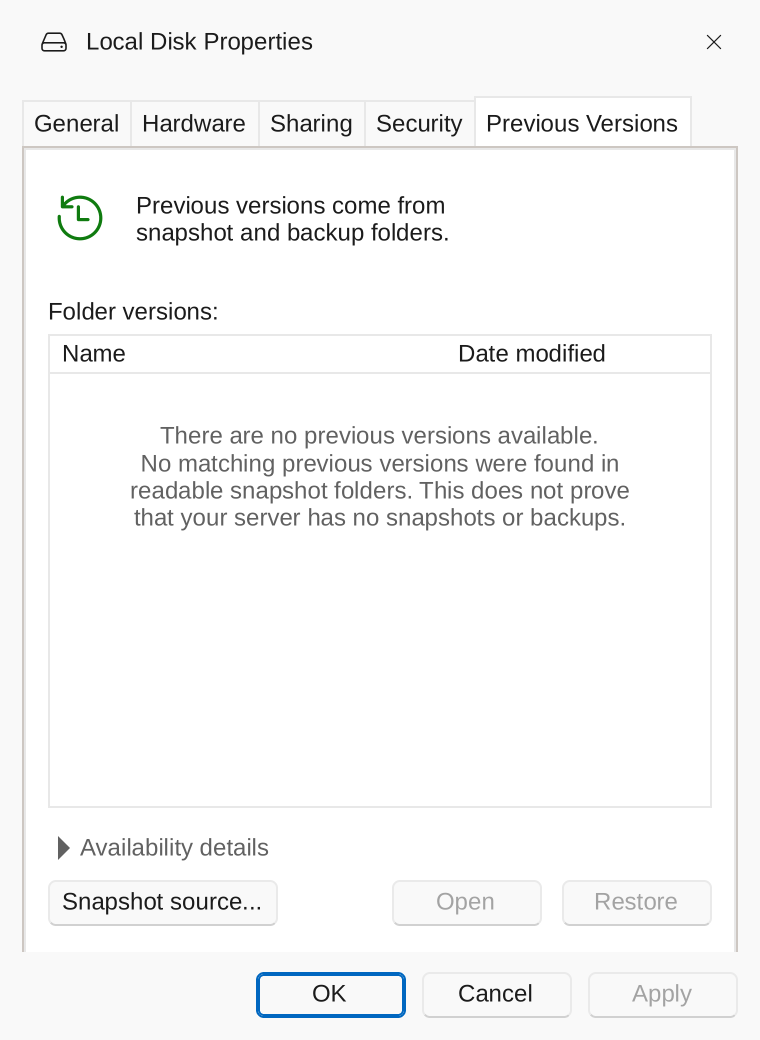 Local Disk Properties
General Hardware Sharing Security Previous Versions
Previous versions come from
snapshot and backup folders.
Folder versions:
Name Date modified
There are no previous versions available.
No matching previous versions were found in
readable snapshot folders. This does not prove
that your server has no snapshots or backups.
Availability details
Snapshot source... Open Restore
OK Cancel Apply